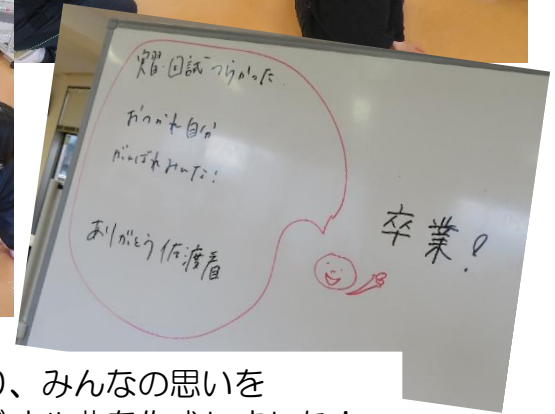 実習・国試つらかった
おつかれ自分
がんばれみんな!
ありがとう佐渡看
卒業!
り、みんなの思いを